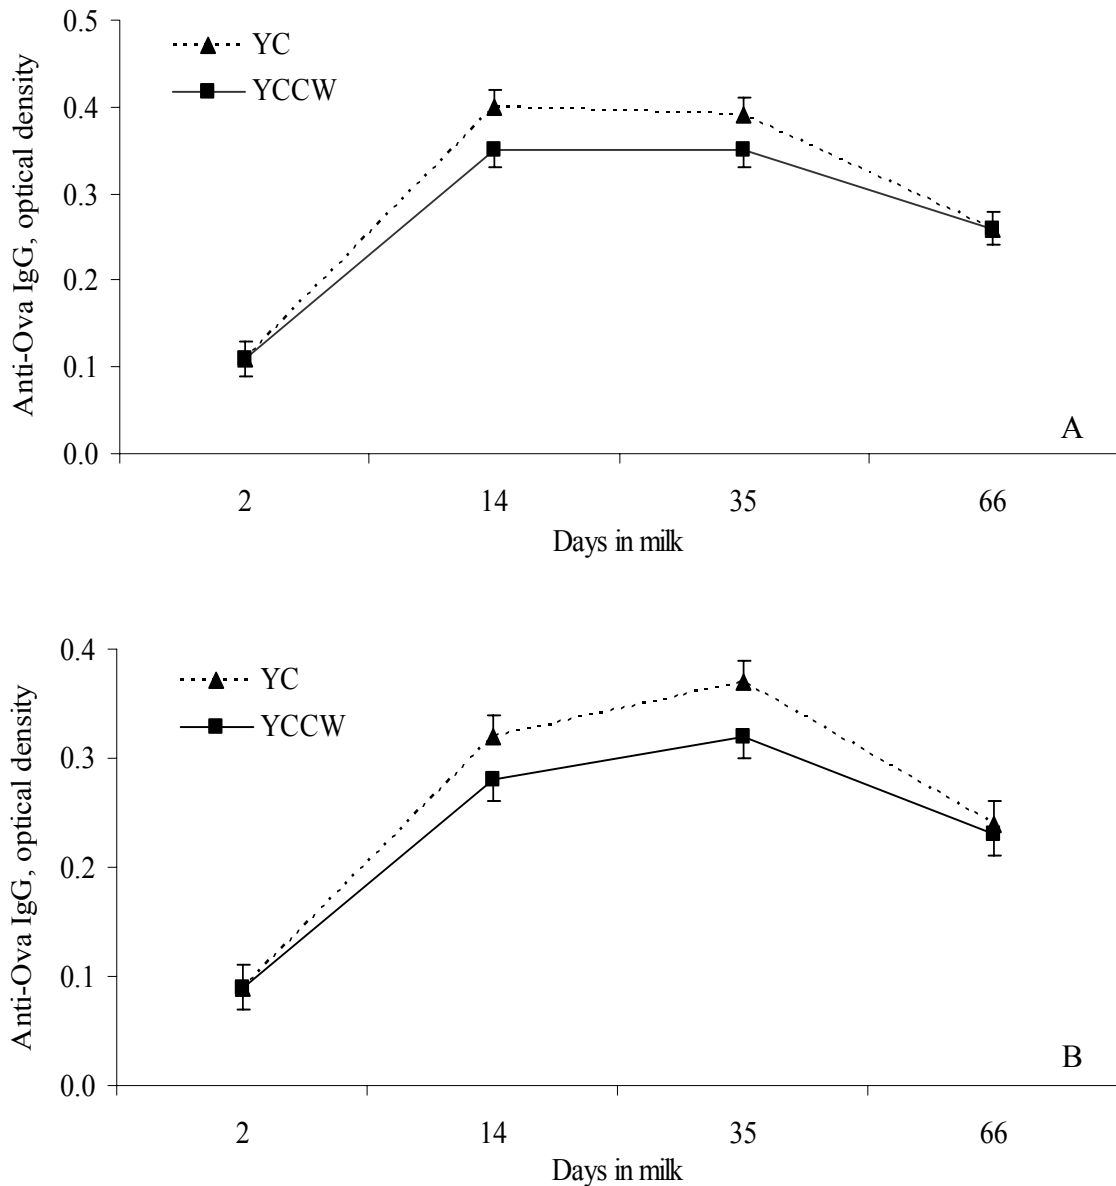 0.5
YC
YCCW
0.4
0.3
0.2
0.1
0.0
Anti-Ova IgG, optical density
A
2 14 35 66
Days in milk
0.4
YC
YCCW
0.3
0.2
0.1
0.0
Anti-Ova IgG, optical density
B
2 14 35 66
Days in milk